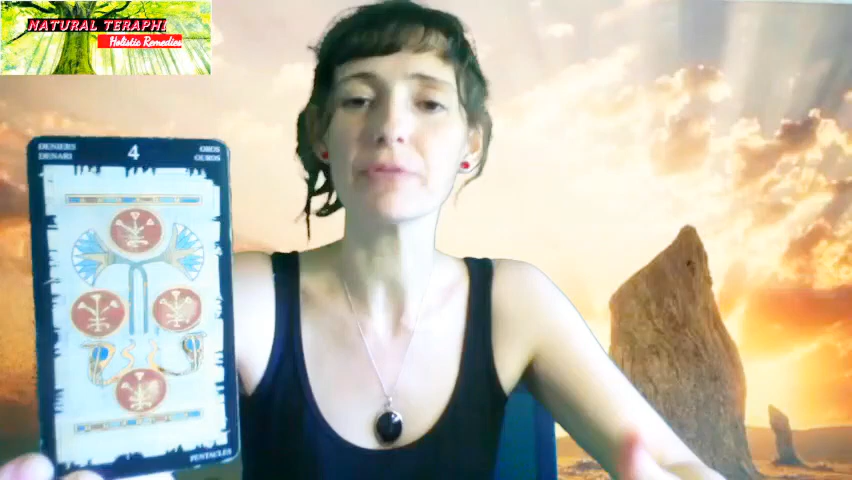 NATURAL TERAPHI
Holistic Remedies
DENIERS
DENARI
4
OROS
OUROS
PENTACLES